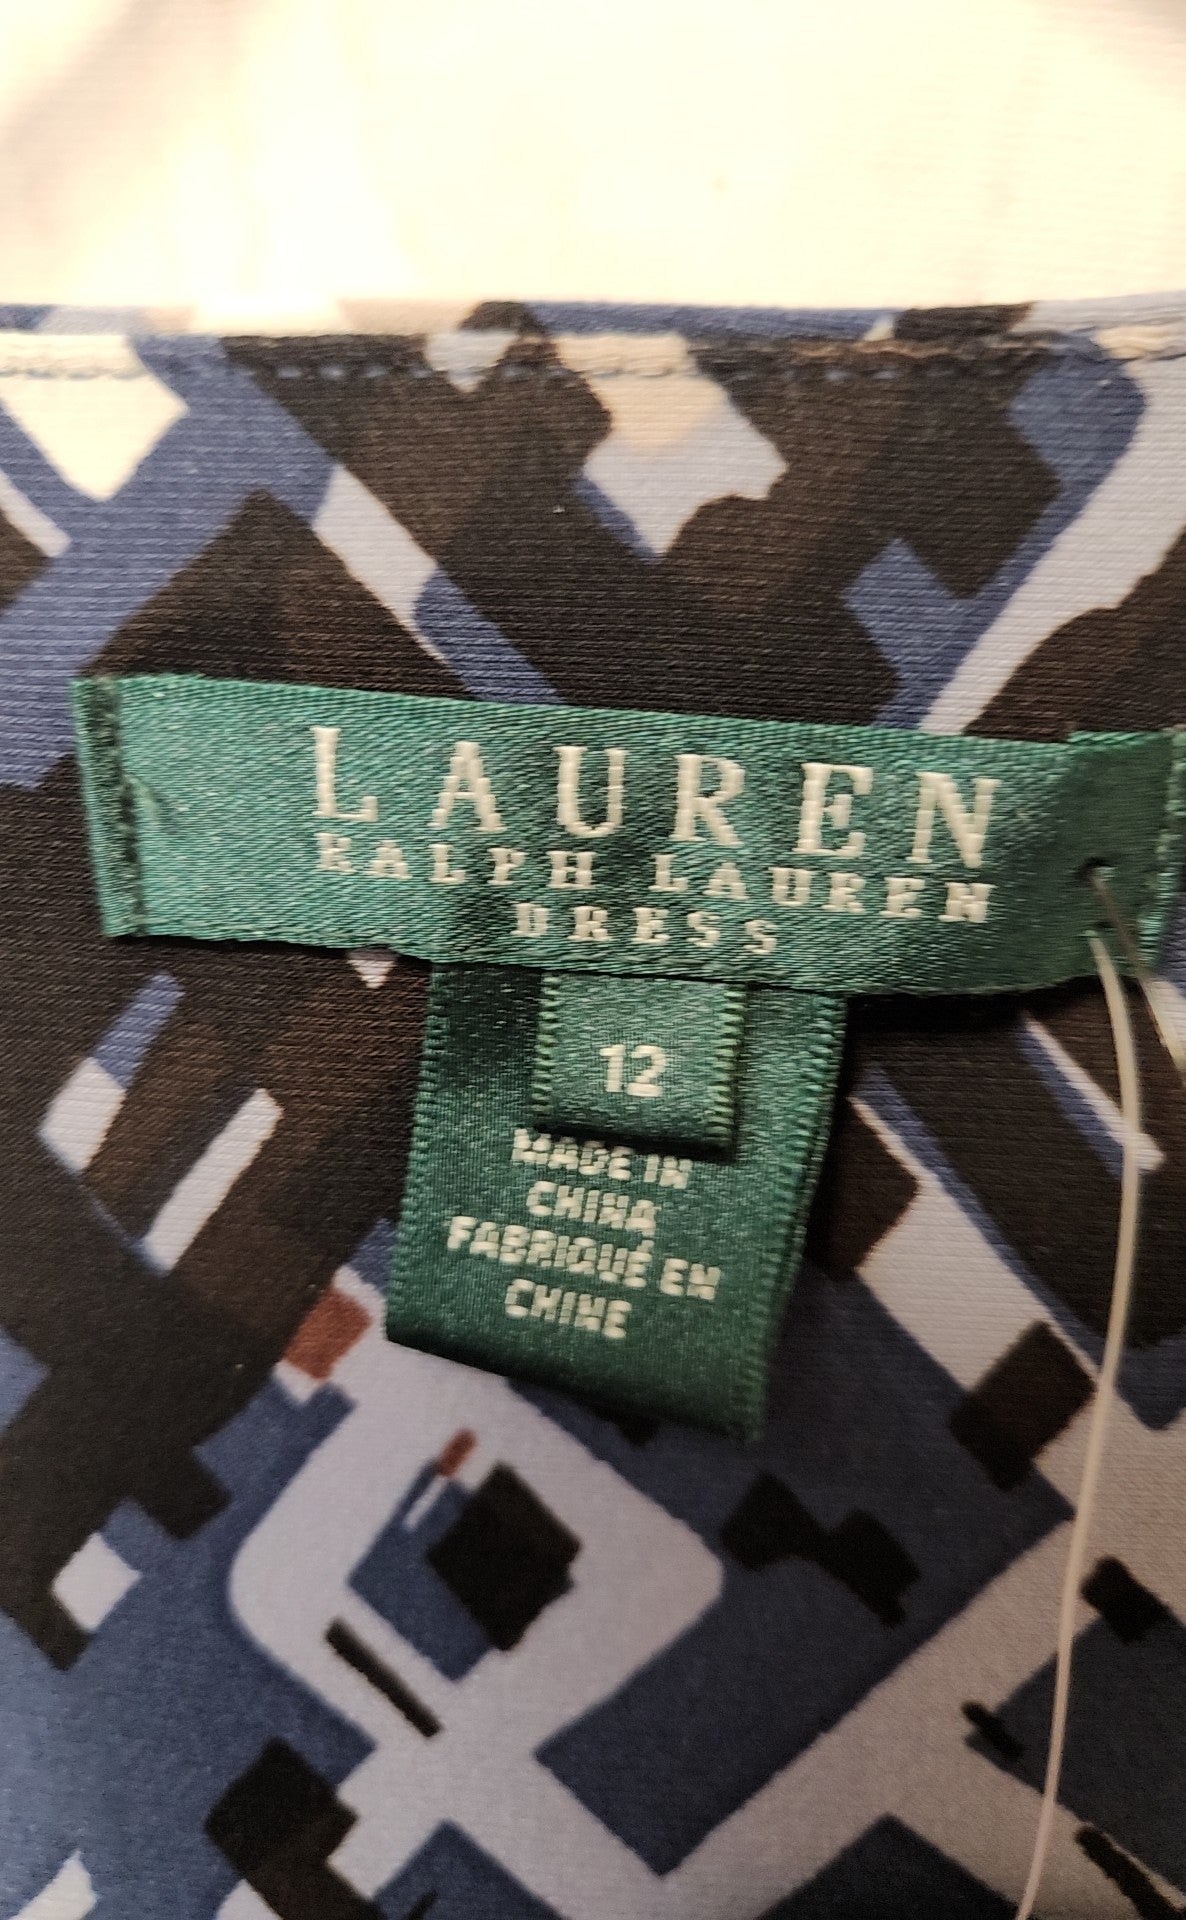 LAUREN
RALPH LAUREN
DRESS
12
MADE IN
CHINA
FABRIQUÉ EN
CHINE